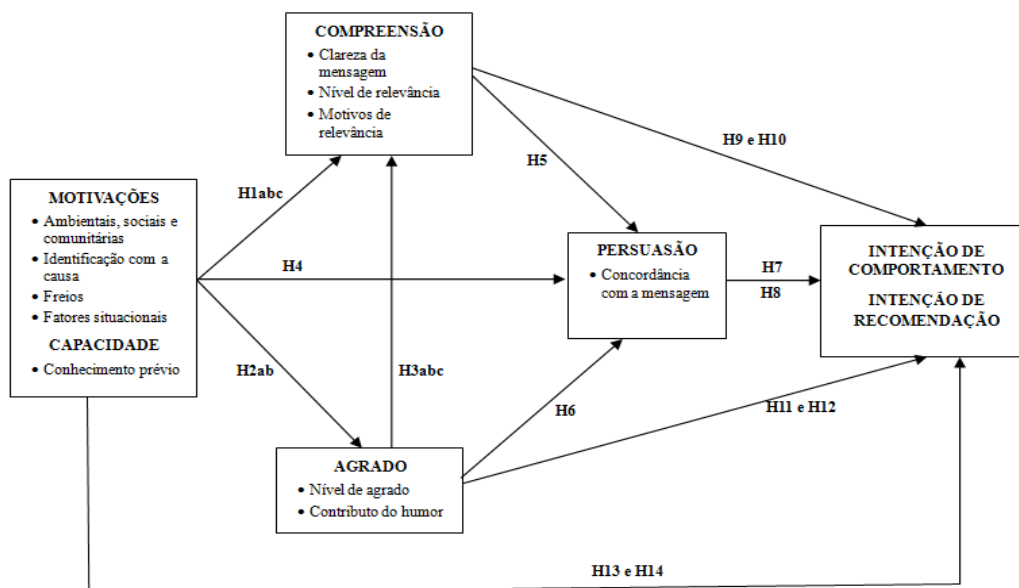 COMPREENSÃO
• Clareza da
mensagem
• Nível de relevância
• Motivos de
relevância
H9 e H10
H5
H1abc
MOTIVAÇÕES
• Ambientais, sociais e
comunitárias
• Identificação com a
causa
• Freios
• Fatores situacionais
CAPACIDADE
• Conhecimento prévio
H4
PERSUASÃO
• Concordância
com a mensagem
H7
H8
INTENÇÃO DE
COMPORTAMENTO
INTENÇÃO DE
RECOMENDAÇÃO
H2ab
H3abc
H6
H11 e H12
AGRADO
• Nível de agrado
• Contributo do humor
H13 e H14